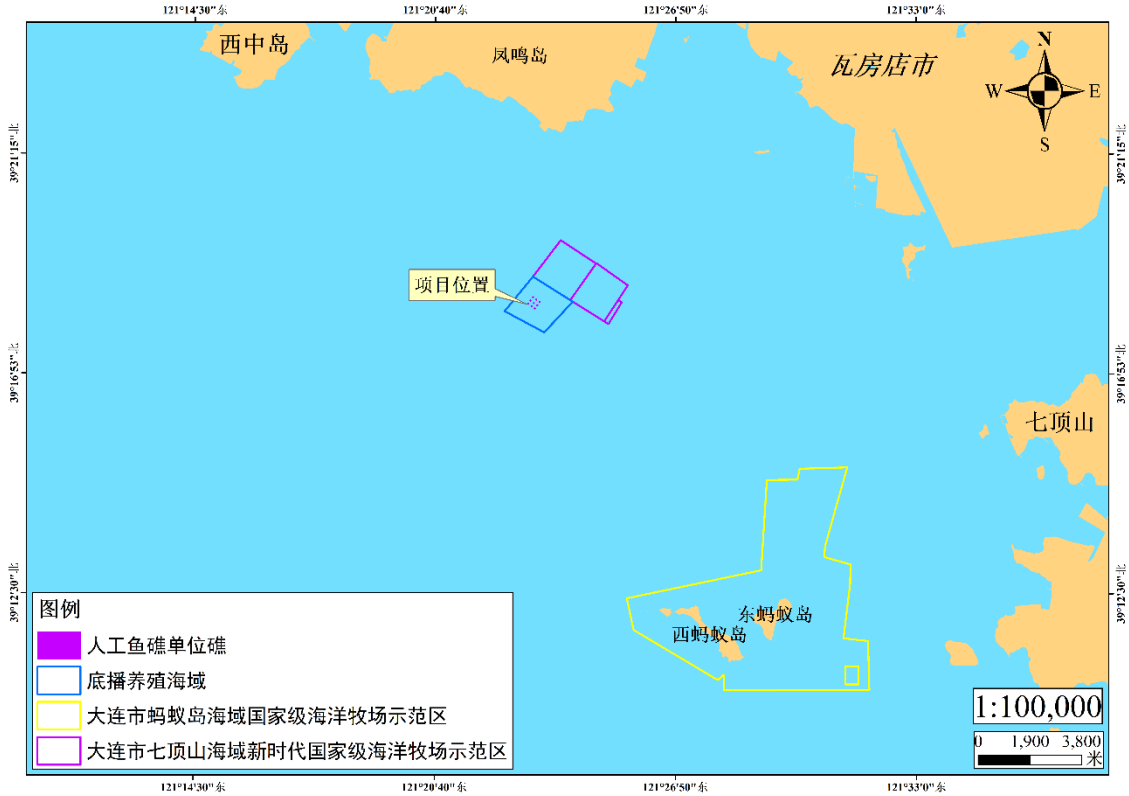 121°14'30"东
121°20'40"东
121°26'50"东
121°33'0"东
西中岛
凤鸣岛
瓦房店市
N
W
E
S
39°21'15"北
39°21'15"北
项目位置
39°16'53"北
39°16'53"北
七顶山
39°12'30"北
39°12'30"北
东蚂蚁岛
西蚂蚁岛
图例
人工鱼礁单位礁
底播养殖海域
大连市蚂蚁岛海域国家级海洋牧场示范区
大连市七顶山海域新时代国家级海洋牧场示范区
1:100,000
0 1,900 3,800
米
121°14'30"东
121°20'40"东
121°26'50"东
121°33'0"东